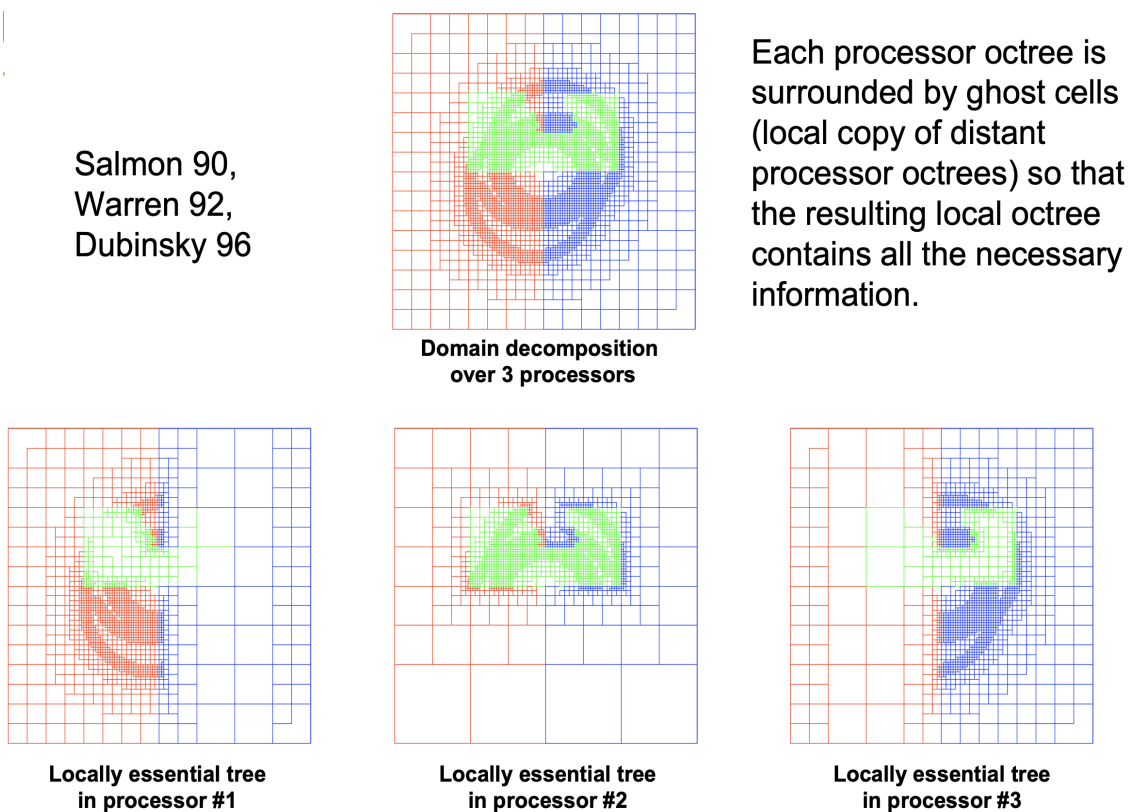 Salmon 90,
Warren 92,
Dubinsky 96
Each processor octree is
surrounded by ghost cells
(local copy of distant
processor octrees) so that
the resulting local octree
contains all the necessary
information.
Domain decomposition
over 3 processors
Locally essential tree
in processor #1
Locally essential tree
in processor #2
Locally essential tree
in processor #3